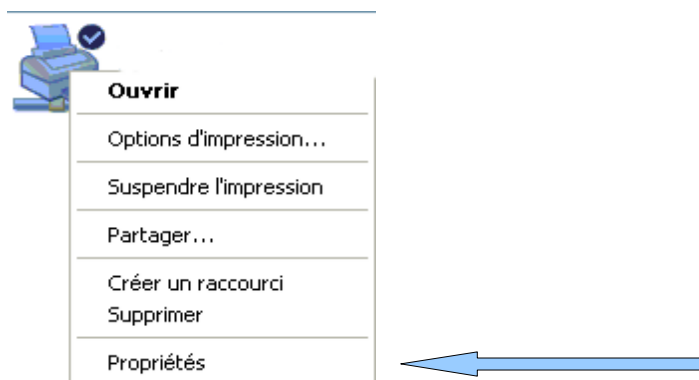 Ouvrir
Options d'impression...
Suspendre l'impression
Partager...
Créer un raccourci
Supprimer
Propriétés